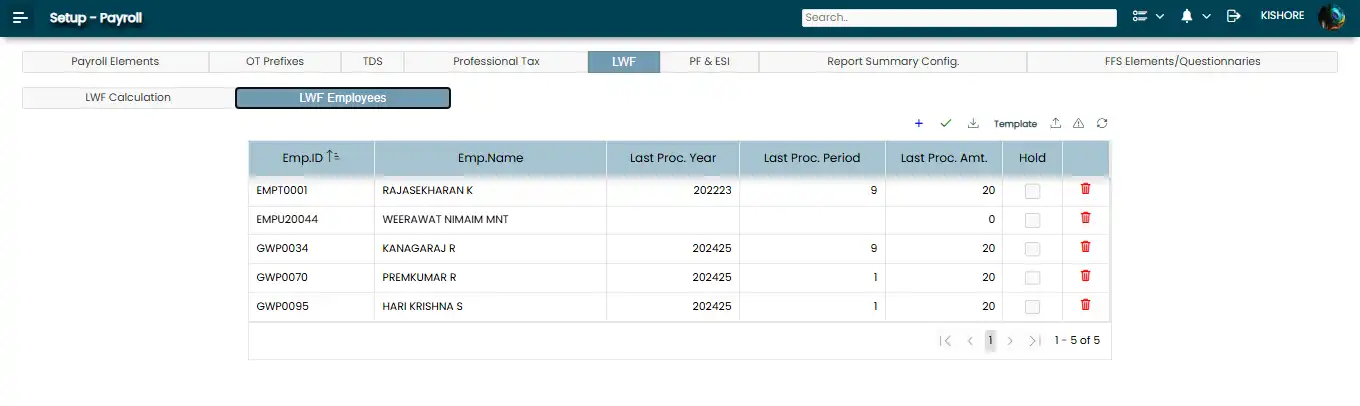 Setup - Payroll
Search..
KISHORE
Payroll Elements OT Prefixes TDS Professional Tax LWF PF & ESI Report Summary Config. FFS Elements/Questionnaries
LWF Calculation LWF Employees
+ Template
Emp.ID Emp.Name Last Proc. Year Last Proc. Period Last Proc. Amt. Hold
EMPT0001 RAJASEKHARAN K 202223 9 20
EMPU20044 WEERAWAT NIMAIM MNT 0
GWP0034 KANAGARAJ R 202425 9 20
GWP0070 PREMKUMAR R 202425 1 20
GWP0095 HARI KRISHNA S 202425 1 20
1 1 - 5 of 5